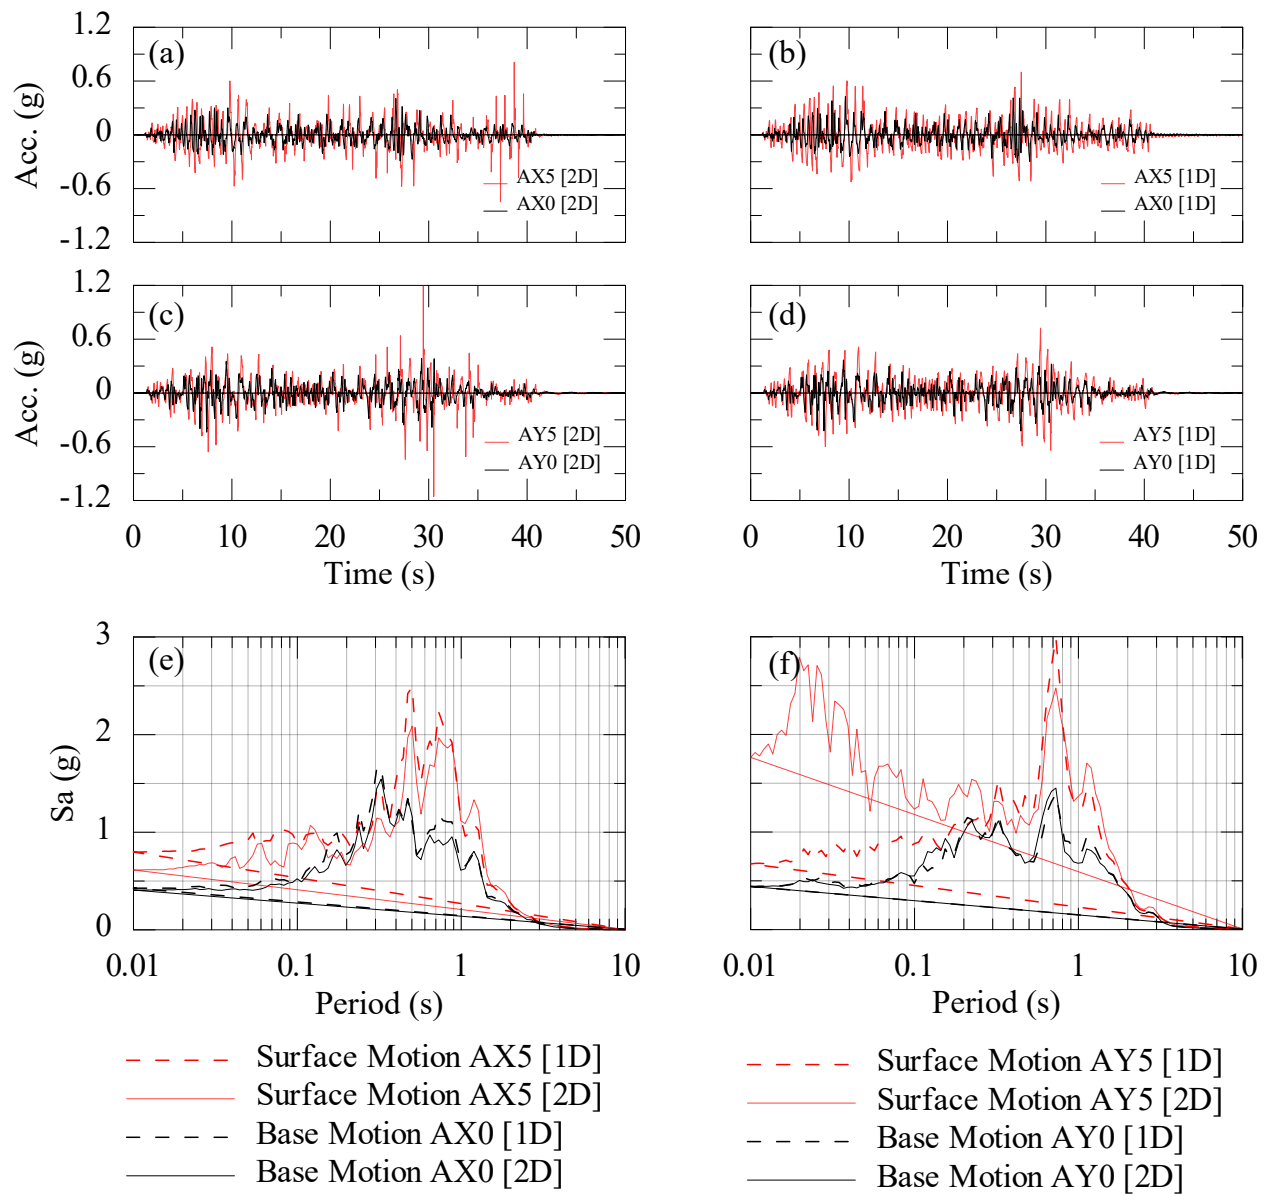 1.2
0.6
0
-0.6
-1.2
Acc. (g)
(a)
AX5 [2D]
AX0 [2D]
(b)
AX5 [1D]
AX0 [1D]
1.2
0.6
0
-0.6
-1.2
Acc. (g)
(c)
AY5 [2D]
AY0 [2D]
0 10 20 30 40 50
Time (s)
(d)
AY5 [1D]
AY0 [1D]
0 10 20 30 40 50
Time (s)
3
2
1
0
Sa (g)
(e)
0.01 0.1 1 10
Period (s)
(f)
0.01 0.1 1 10
Period (s)
Surface Motion AX5 [1D]
Surface Motion AX5 [2D]
Base Motion AX0 [1D]
Base Motion AX0 [2D]
Surface Motion AY5 [1D]
Surface Motion AY5 [2D]
Base Motion AY0 [1D]
Base Motion AY0 [2D]